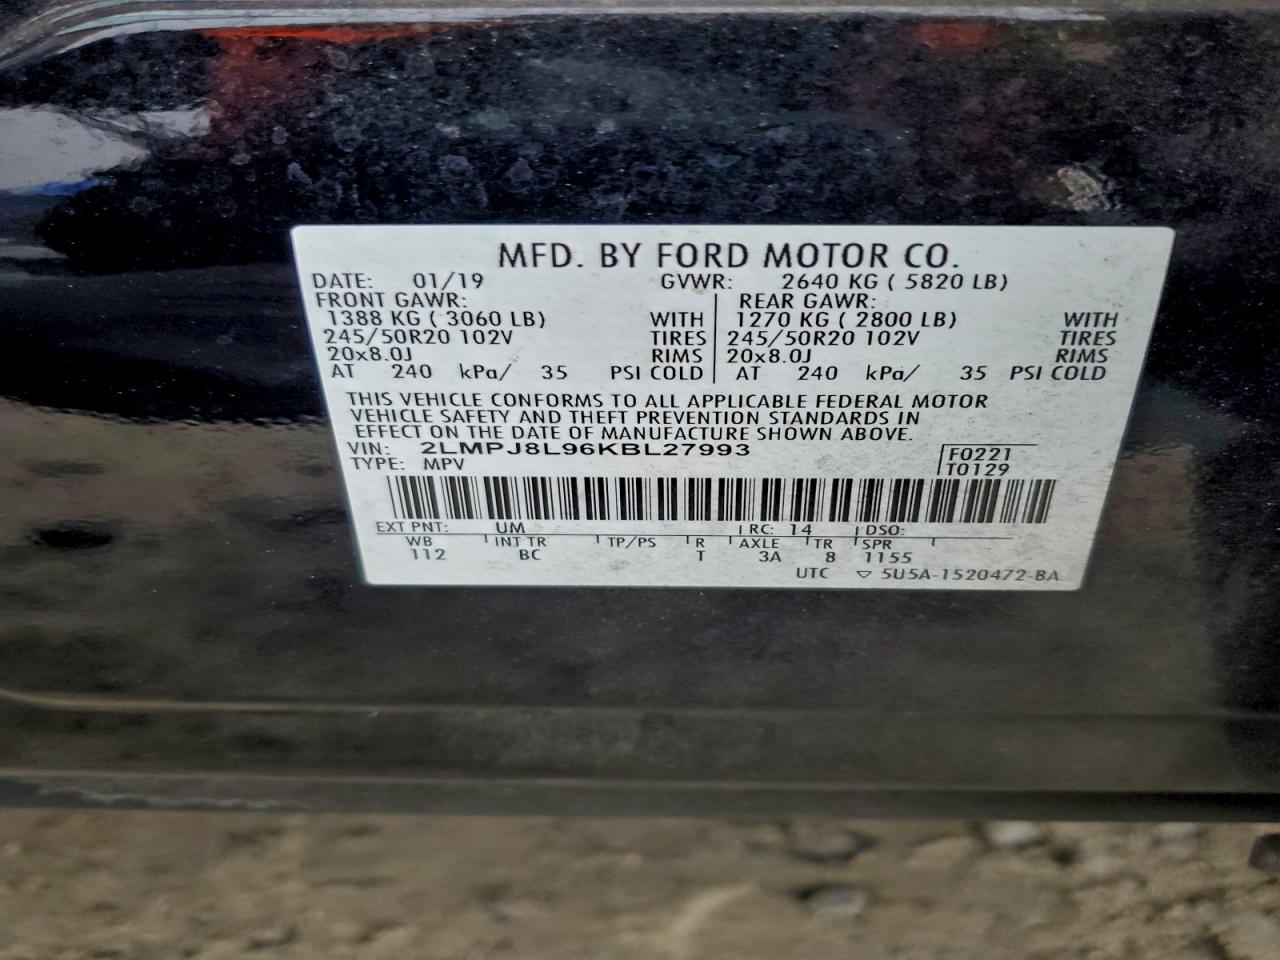 MFD. BY FORD MOTOR CO.
DATE: 01/19 GVWR: 2640 KG ( 5820 LB)
FRONT GAWR: REAR GAWR:
1388 KG ( 3060 LB) WITH 1270 KG ( 2800 LB) WITH
245/50R20 102V TIRES 245/50R20 102V TIRES
20x8.0J RIMS 20x8.0J RIMS
AT 240 kPa/ 35 PSI COLD AT 240 kPa/ 35 PSI COLD
THIS VEHICLE CONFORMS TO ALL APPLICABLE FEDERAL MOTOR
VEHICLE SAFETY AND THEFT PREVENTION STANDARDS IN
EFFECT ON THE DATE OF MANUFACTURE SHOWN ABOVE.
VIN: 2LMPJ8L96KBL27993 F0221
TYPE: MPV T0129
EXT PNT: UM RC: 14 DSO:
WB INT TR TP/PS R AXLE TR SPR
112 BC T 3A 8 1155
UTC ▽ 5U5A-1520472-BA